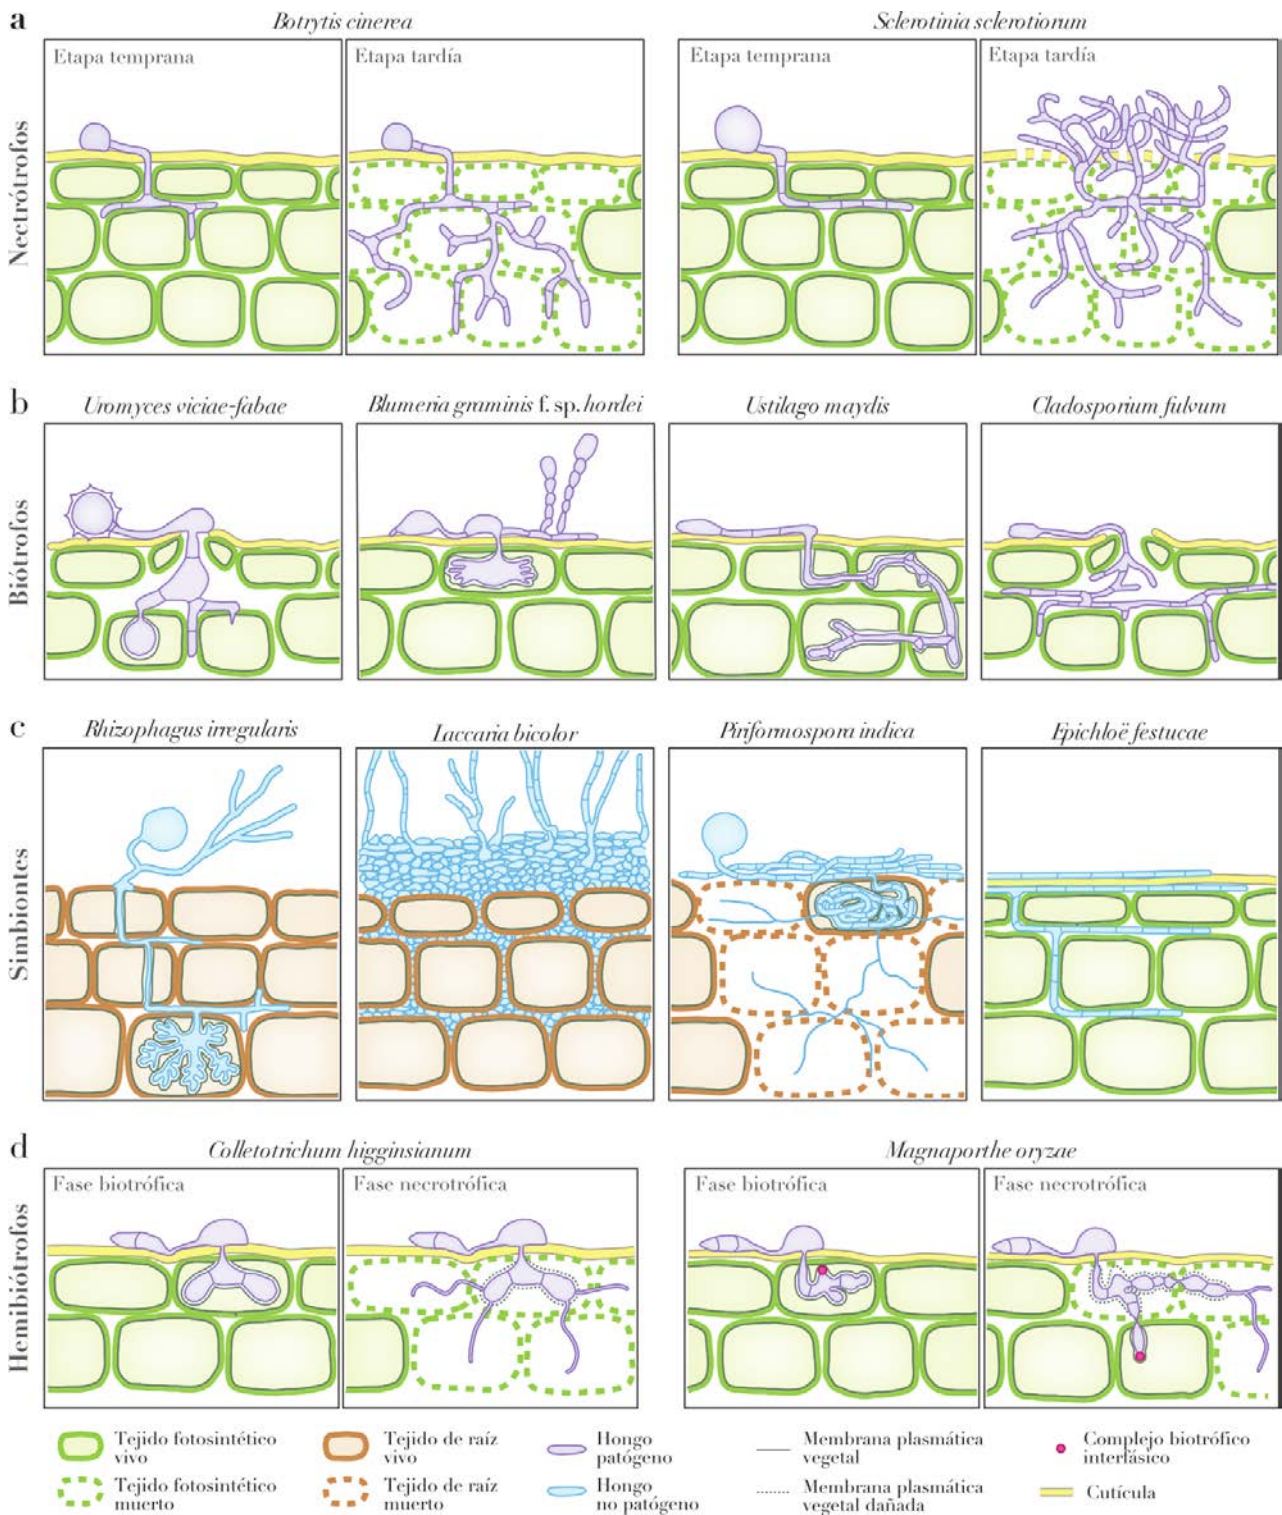 a
Botrytis cinerea
Sclerotinia sclerotiorum
Etapa temprana
Etapa tardía
Etapa temprana
Etapa tardía
Nectrótrofos
b
Uromyces viciae-fabae
Blumeria graminis f. sp. hordei
Ustilago maydis
Cladosporium fulvum
Biótrofos
c
Rhizophagus irregularis
Laccaria bicolor
Piriformospora indica
Epichloë festucae
Simbiontes
d
Colletotrichum higginsianum
Magnaporthe oryzae
Fase biotrófica
Fase necrotrófica
Fase biotrófica
Fase necrotrófica
Hemibiótrofos
Tejido fotosintético
vivo
Tejido de raíz
vivo
Hongo
patógeno
Membrana plasmática
vegetal
Complejo biotrófico
interfásico
Tejido fotosintético
muerto
Tejido de raíz
muerto
Hongo
no patógeno
Membrana plasmática
vegetal dañada
Cutícula